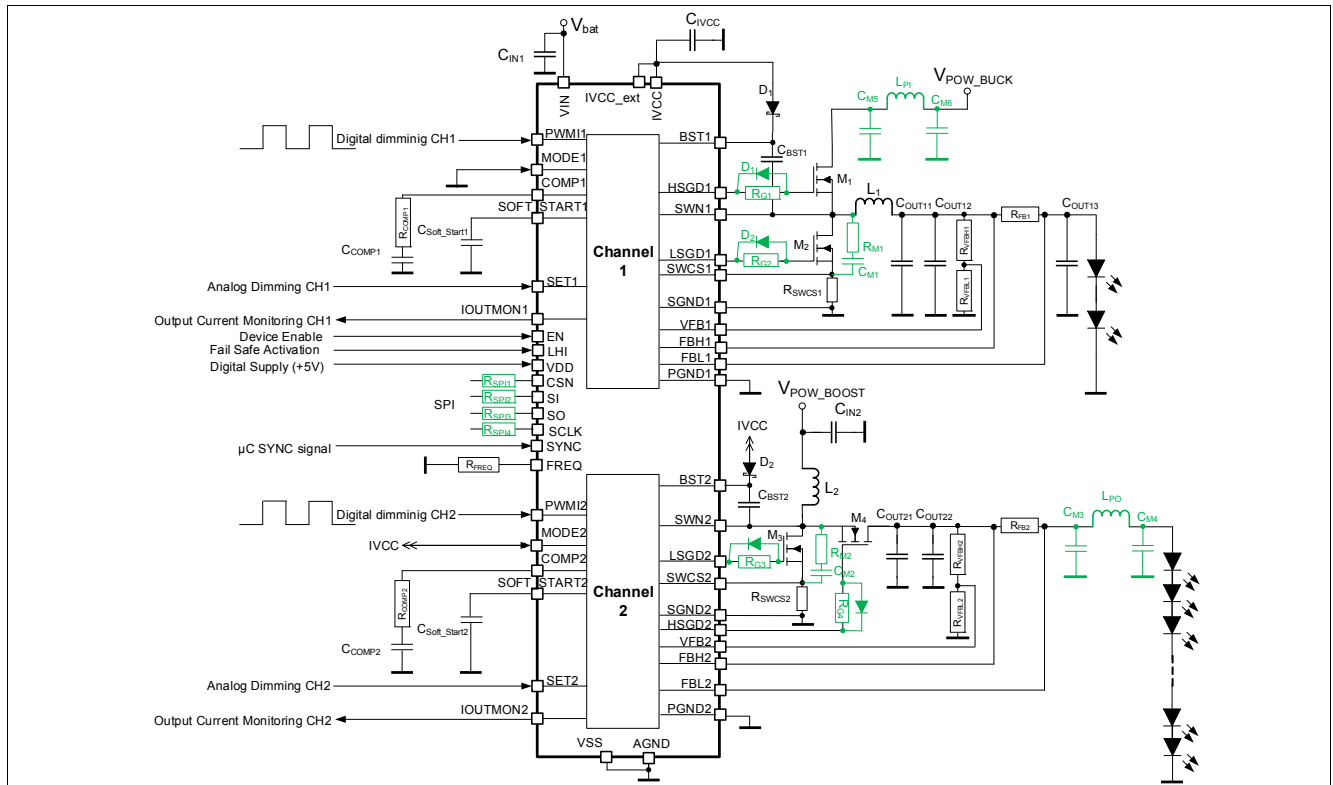 Vbat
CIVCC
CIN1
VIN
IVCC_ext
IVCC
D1
CM5
LPI
CM6
VPOW_BUCK
Digital dimminig CH1
PWMI1
BST1
CBST1
MODE1
D1
M1
COMP1
HSGD1
RG1
L1
SOFT_START1
SWN1
COUT11
COUT12
RFB1
COUT13
RCOMP1
CSoft_Start1
CCOMP1
Channel
1
D2
M2
RM1
RVFBH1
LSGD1
RG2
CM1
SWCS1
RSWCS1
RVFBL1
Analog Dimming CH1
SET1
SGND1
Output Current Monitoring CH1
IOUTMON1
VFB1
Device Enable
EN
FBH1
Fail Safe Activation
LHI
FBL1
Digital Supply (+5V)
VDD
PGND1
RSPI1
CSN
SPI
RSPI2
SI
RSPI3
SO
RSPI4
SCLK
VPOW_BOOST
CIN2
µC SYNC signal
SYNC
IVCC
RFREQ
FREQ
D2
L2
BST2
CBST2
Digital dimminig CH2
PWMI2
SWN2
M4
COUT21
COUT22
RFB2
LPO
CM3
CM4
MODE2
IVCC
M3
RM2
RVFBH2
COMP2
LSGD2
RG3
CM2
SOFT_START2
SWCS2
RCOMP2
CSoft_Start2
CCOMP2
Channel
2
RSWCS2
RG4
RVFBL2
SGND2
HSGD2
VFB2
FBH2
Analog Dimming CH2
SET2
FBL2
Output Current Monitoring CH2
IOUTMON2
PGND2
VSS
AGND